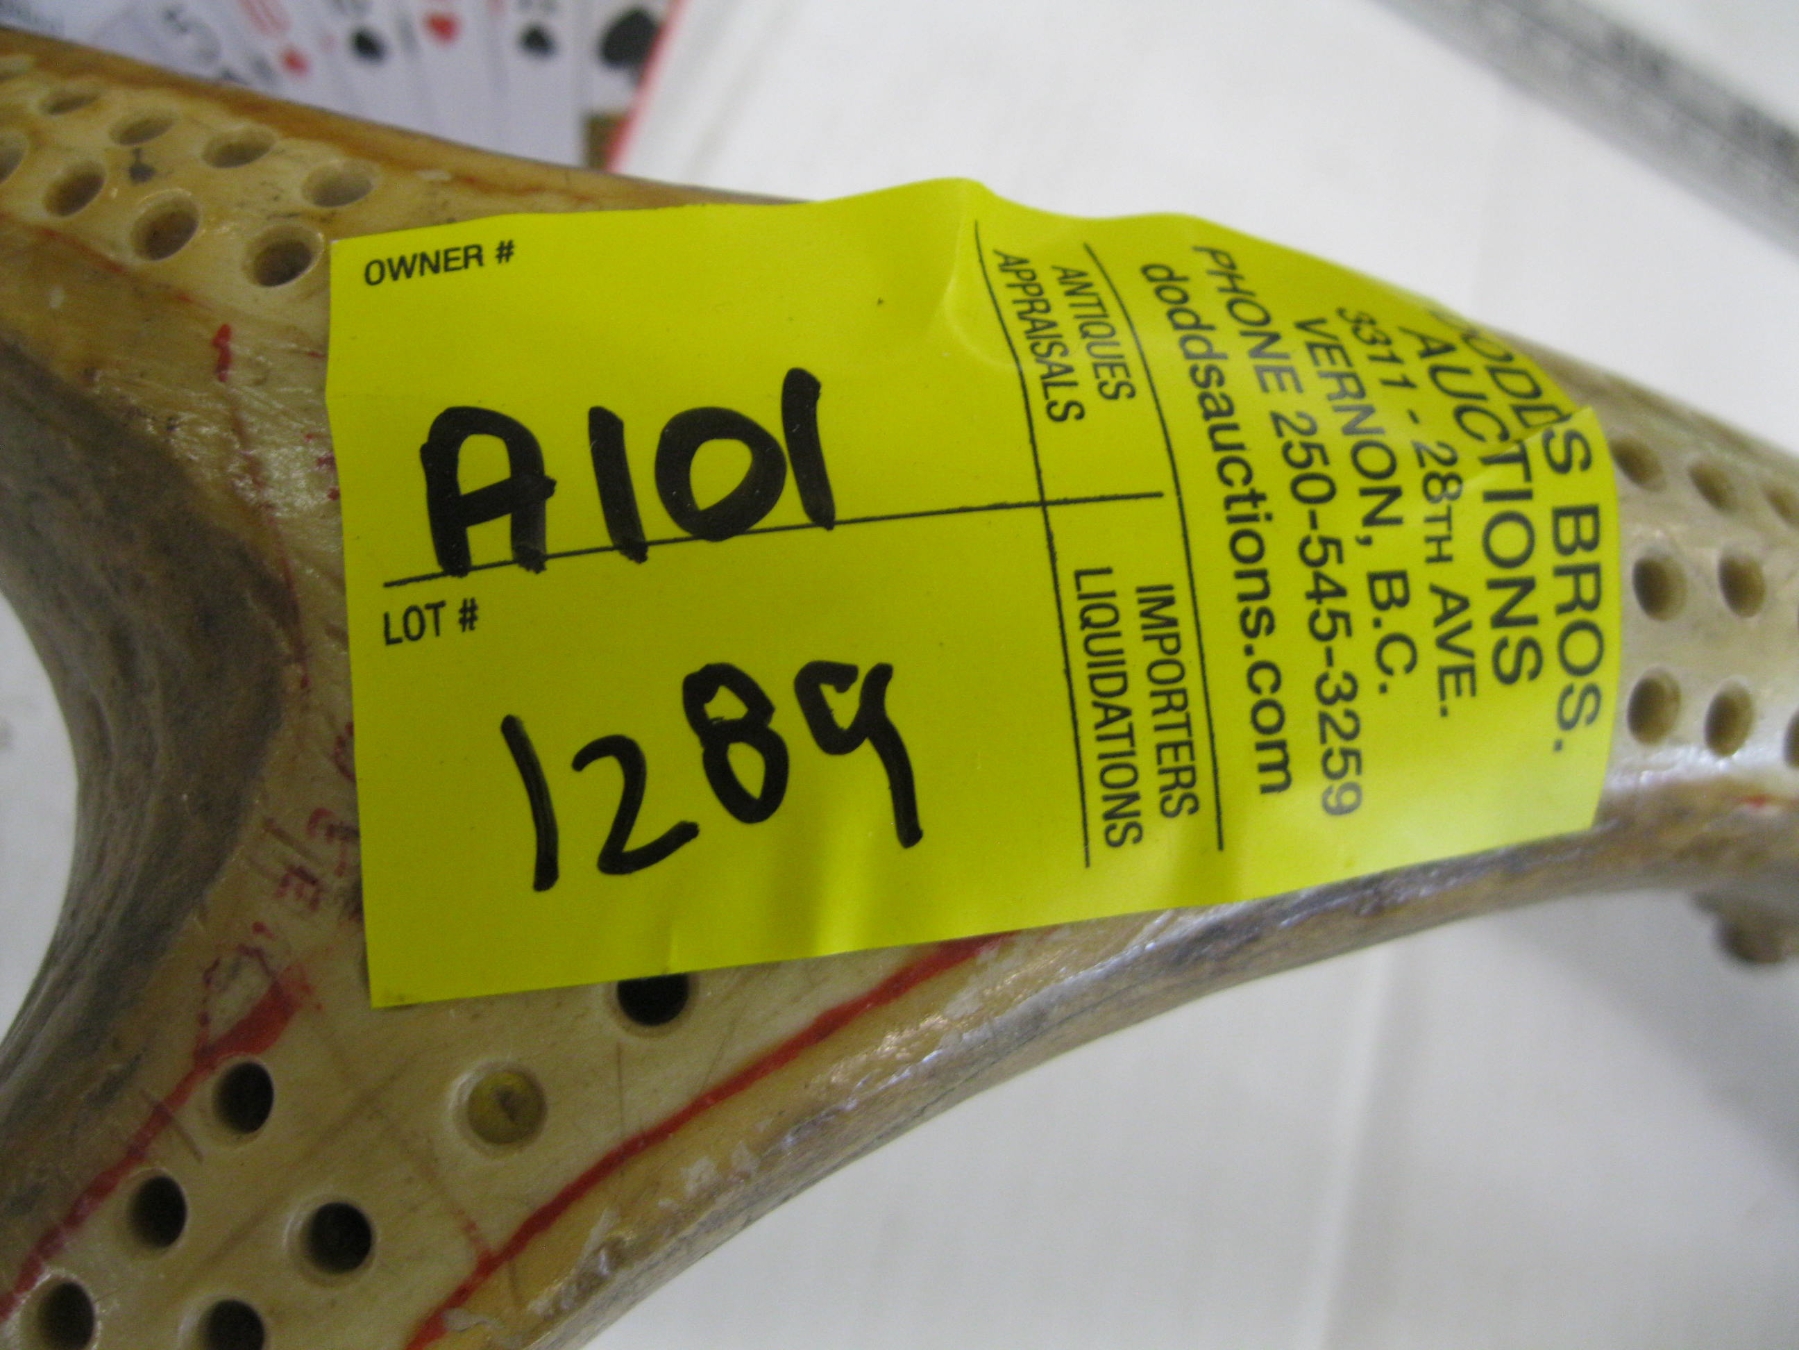 OWNER #
A101
LOT #
1289
DODDS BROS.
AUCTIONS
3311 - 28TH AVE.
VERNON, B.C.
PHONE 250-545-3259
doddsauctions.com
ANTIQUES
APPRAISALS
IMPORTERS
LIQUIDATIONS